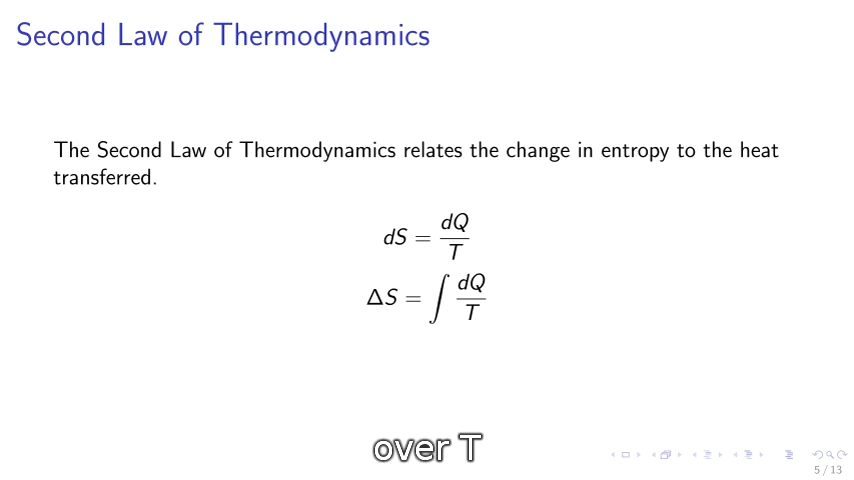 Second Law of Thermodynamics
The Second Law of Thermodynamics relates the change in entropy to the heat
transferred.
dS = dQ/T
ΔS = ∫ dQ/T
over T
5 / 13